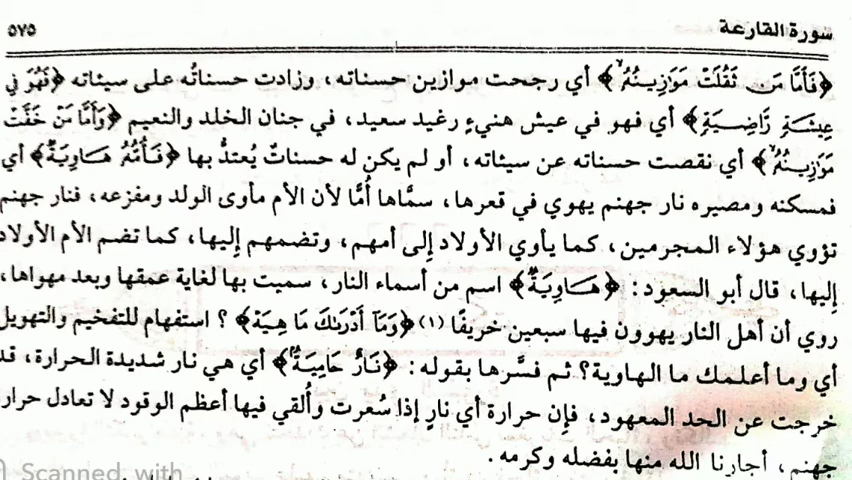 سورة القارعة ٥٧٥
﴿فَأَمَّا مَن ثَقُلَتْ مَوَٰزِينُهُۥ﴾ أي رجحت موازين حسناته، وزادت حسناتُه على سيئاته ﴿فَهُوَ فِي
عِيشَةٍ رَّاضِيَةٍ﴾ أي فهو في عيش هنيءٍ رغيد سعيد، في جنان الخلد والنعيم ﴿وَأَمَّا مَنْ خَفَّتْ
مَوَٰزِينُهُۥ﴾ أي نقصت حسناته عن سيئاته، أو لم يكن له حسناتٌ يُعتدُّ بها ﴿فَأُمُّهُۥ هَاوِيَةٌ﴾ أي
فمسكنه ومصيره نار جهنم يهوي في قعرها، سمَّاها أُمًّا لأن الأم مأوى الولد ومفزعه، فنار جهنم
تؤوي هؤلاء المجرمين، كما يأوي الأولاد إلى أمهم، وتضمهم إليها، كما تضم الأم الأولاد
إليها، قال أبو السعود: ﴿هَاوِيَةٌ﴾ اسم من أسماء النار، سميت بها لغاية عمقها وبعد مهواها،
روي أن أهل النار يهوون فيها سبعين خريفًا (١) ﴿وَمَآ أَدْرَىٰكَ مَا هِيَهْ﴾؟ استفهام للتفخيم والتهويل
أي وما أعلمك ما الهاوية؟ ثم فسَّرها بقوله: ﴿نَارٌ حَامِيَةٌۢ﴾ أي هي نار شديدة الحرارة، قد
خرجت عن الحد المعهود، فإن حرارة أي نارٍ إذا سُعرت وأُلقي فيها أعظم الوقود لا تعادل حرار
جهنم، أجارنا الله منها بفضله وكرمه.
Scanned with